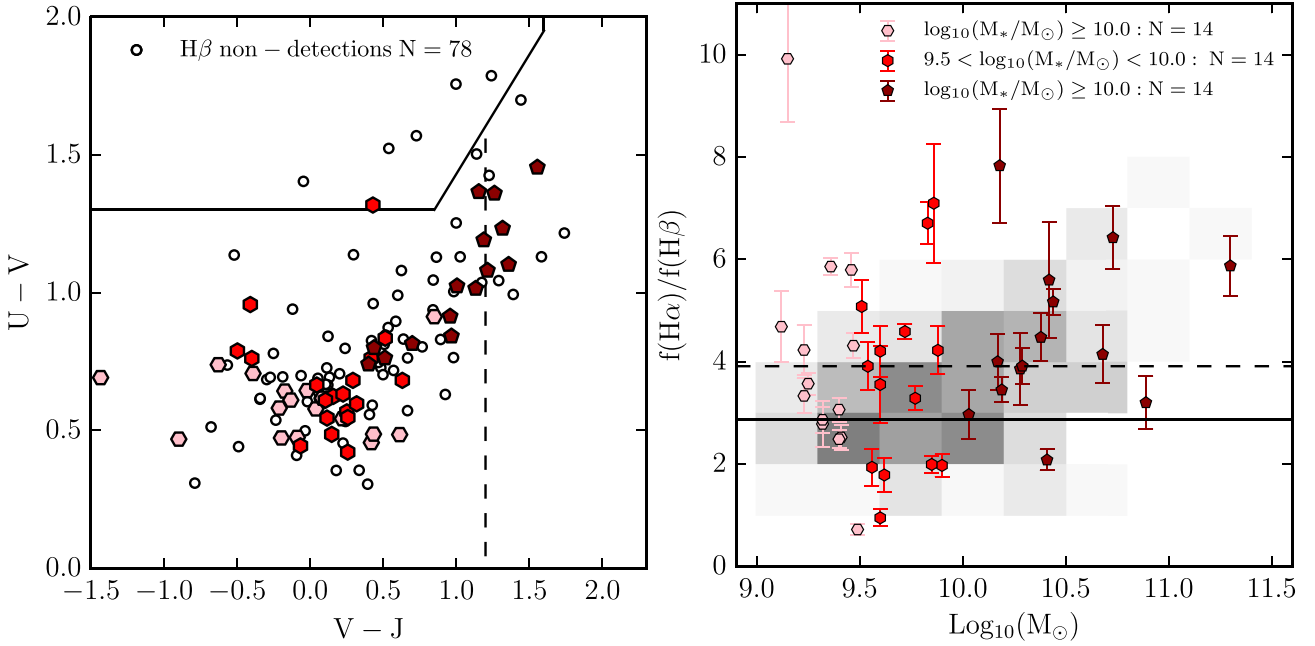 2.0
1.5
1.0
0.5
0.0
U − V
Hβ non − detections N = 78
−1.5 −1.0 −0.5 0.0 0.5 1.0 1.5 2.0
V − J
10
8
6
4
2
0
f(Hα)/f(Hβ)
log₁₀(M∗/M⊙) ≥ 10.0 : N = 14
9.5 < log₁₀(M∗/M⊙) < 10.0 : N = 14
log₁₀(M∗/M⊙) ≥ 10.0 : N = 14
9.0 9.5 10.0 10.5 11.0 11.5
Log₁₀(M⊙)